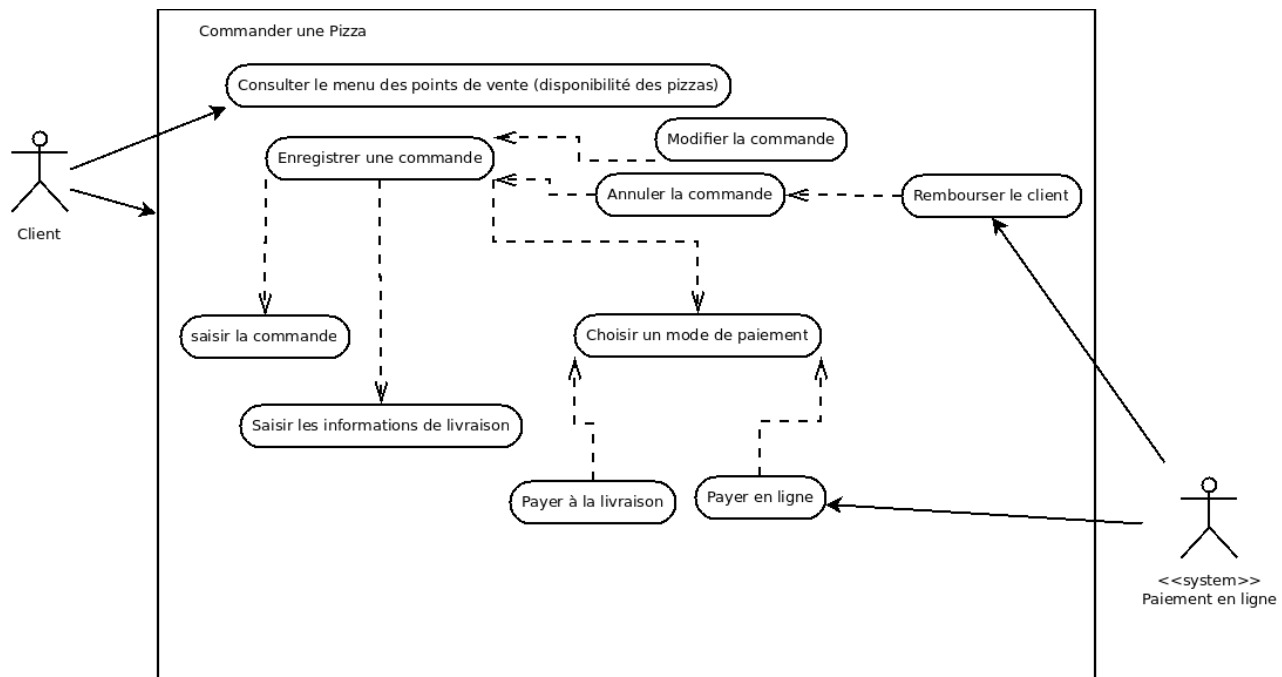 Commander une Pizza
Consulter le menu des points de vente (disponibilité des pizzas)
Modifier la commande
Enregistrer une commande
Annuler la commande
Rembourser le client
Client
saisir la commande
Choisir un mode de paiement
Saisir les informations de livraison
Payer à la livraison
Payer en ligne
<<system>>
Paiement en ligne